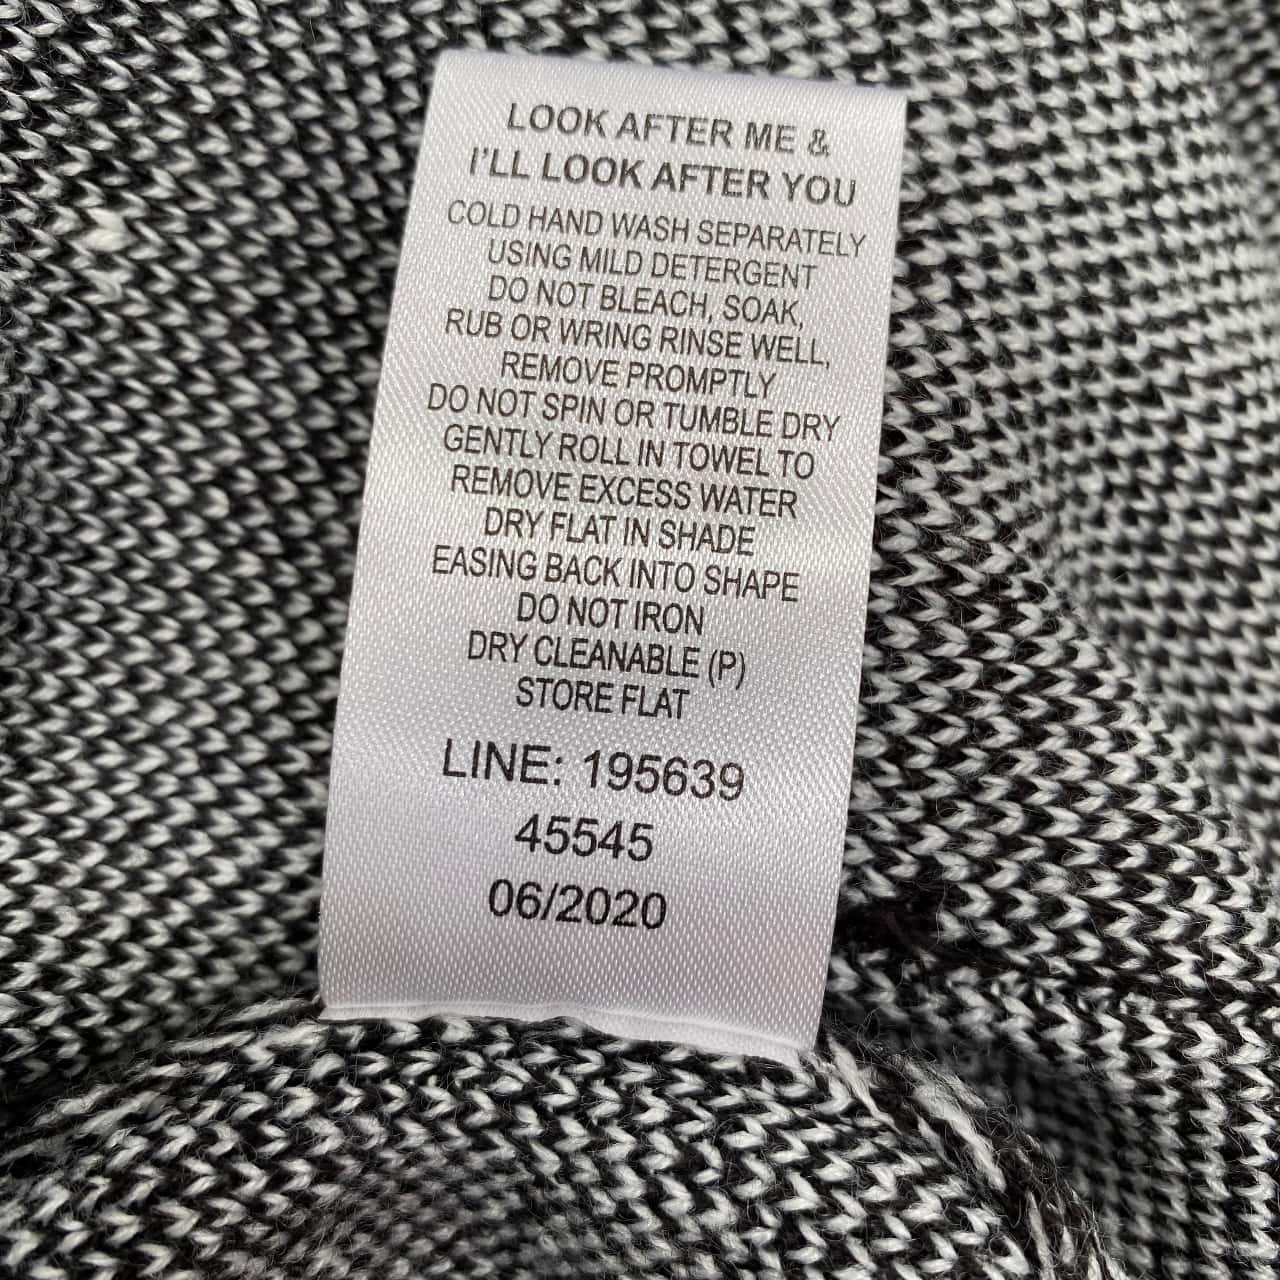 LOOK AFTER ME &
I'LL LOOK AFTER YOU
COLD HAND WASH SEPARATELY
USING MILD DETERGENT
DO NOT BLEACH, SOAK,
RUB OR WRING RINSE WELL,
REMOVE PROMPTLY
DO NOT SPIN OR TUMBLE DRY
GENTLY ROLL IN TOWEL TO
REMOVE EXCESS WATER
DRY FLAT IN SHADE
EASING BACK INTO SHAPE
DO NOT IRON
DRY CLEANABLE (P)
STORE FLAT
LINE: 195639
45545
06/2020